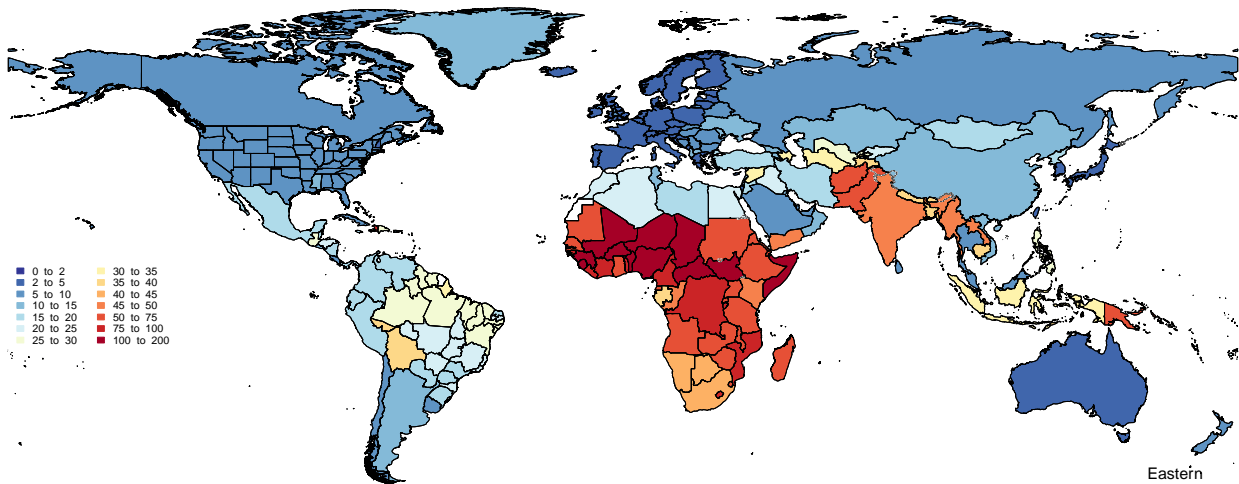 0 to 2
2 to 5
5 to 10
10 to 15
15 to 20
20 to 25
25 to 30
30 to 35
35 to 40
40 to 45
45 to 50
50 to 75
75 to 100
100 to 200
Eastern